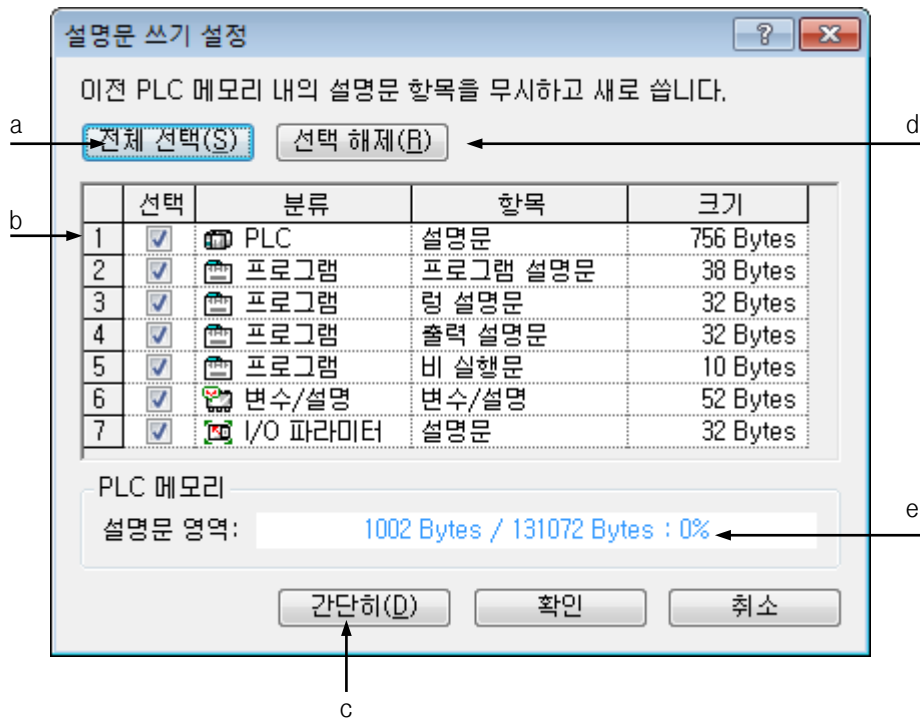 설명문 쓰기 설정
이전 PLC 메모리 내의 설명문 항목을 무시하고 새로 씁니다.
a 전체 선택(S) 선택 해제(R) d
선택 분류 항목 크기
b 1 PLC 설명문 756 Bytes
2 프로그램 프로그램 설명문 38 Bytes
3 프로그램 렁 설명문 32 Bytes
4 프로그램 출력 설명문 32 Bytes
5 프로그램 비 실행문 10 Bytes
6 변수/설명 변수/설명 52 Bytes
7 I/O 파라미터 설명문 32 Bytes
PLC 메모리
설명문 영역: 1002 Bytes / 131072 Bytes : 0% e
간단히(D) 확인 취소
c